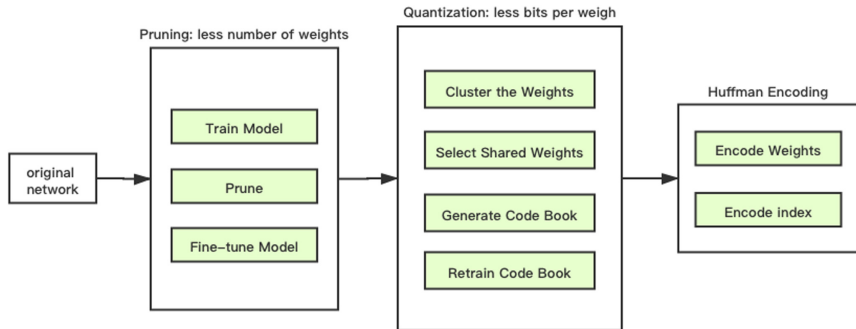 original
network
Pruning: less number of weights
Train Model
Prune
Fine-tune Model
Quantization: less bits per weigh
Cluster the Weights
Select Shared Weights
Generate Code Book
Retrain Code Book
Huffman Encoding
Encode Weights
Encode index